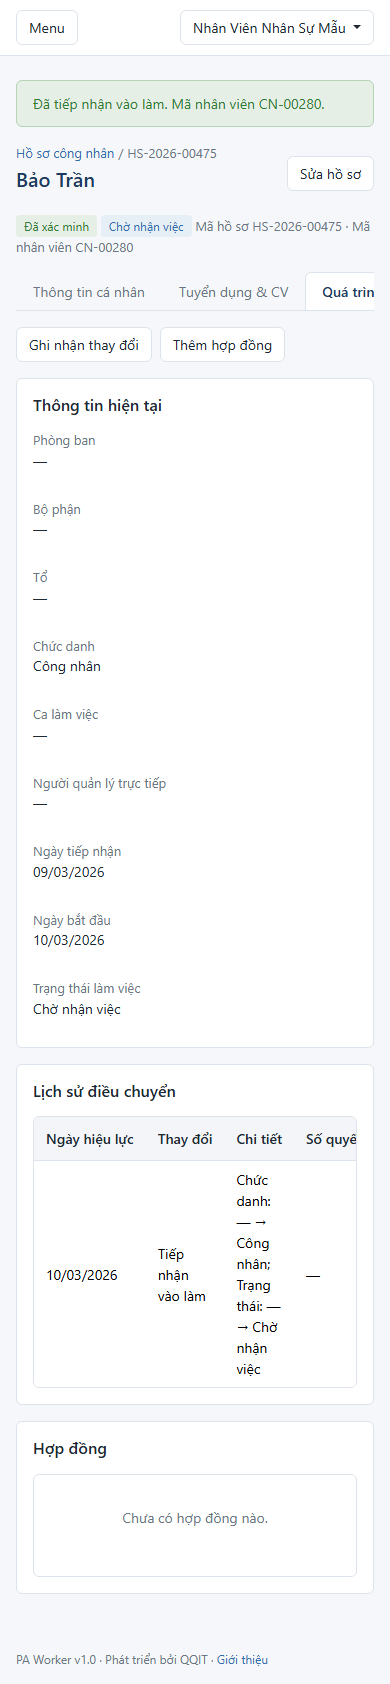 Menu
Nhân Viên Nhân Sự Mẫu
Đã tiếp nhận vào làm. Mã nhân viên CN-00280.
Hồ sơ công nhân / HS-2026-00475
Bảo Trần
Sửa hồ sơ
Đã xác minh Chờ nhận việc Mã hồ sơ HS-2026-00475 · Mã
nhân viên CN-00280
Thông tin cá nhân Tuyển dụng & CV Quá trìn
Ghi nhận thay đổi Thêm hợp đồng
Thông tin hiện tại
Phòng ban
—
Bộ phận
—
Tổ
—
Chức danh
Công nhân
Ca làm việc
—
Người quản lý trực tiếp
—
Ngày tiếp nhận
09/03/2026
Ngày bắt đầu
10/03/2026
Trạng thái làm việc
Chờ nhận việc
Lịch sử điều chuyển
Ngày hiệu lực Thay đổi Chi tiết Số quyế
10/03/2026
Tiếp
nhận
vào làm
Chức
danh:
— →
Công
nhân;
Trạng
thái: —
→ Chờ
nhận
việc
—
Hợp đồng
Chưa có hợp đồng nào.
PA Worker v1.0 · Phát triển bởi QQIT · Giới thiệu